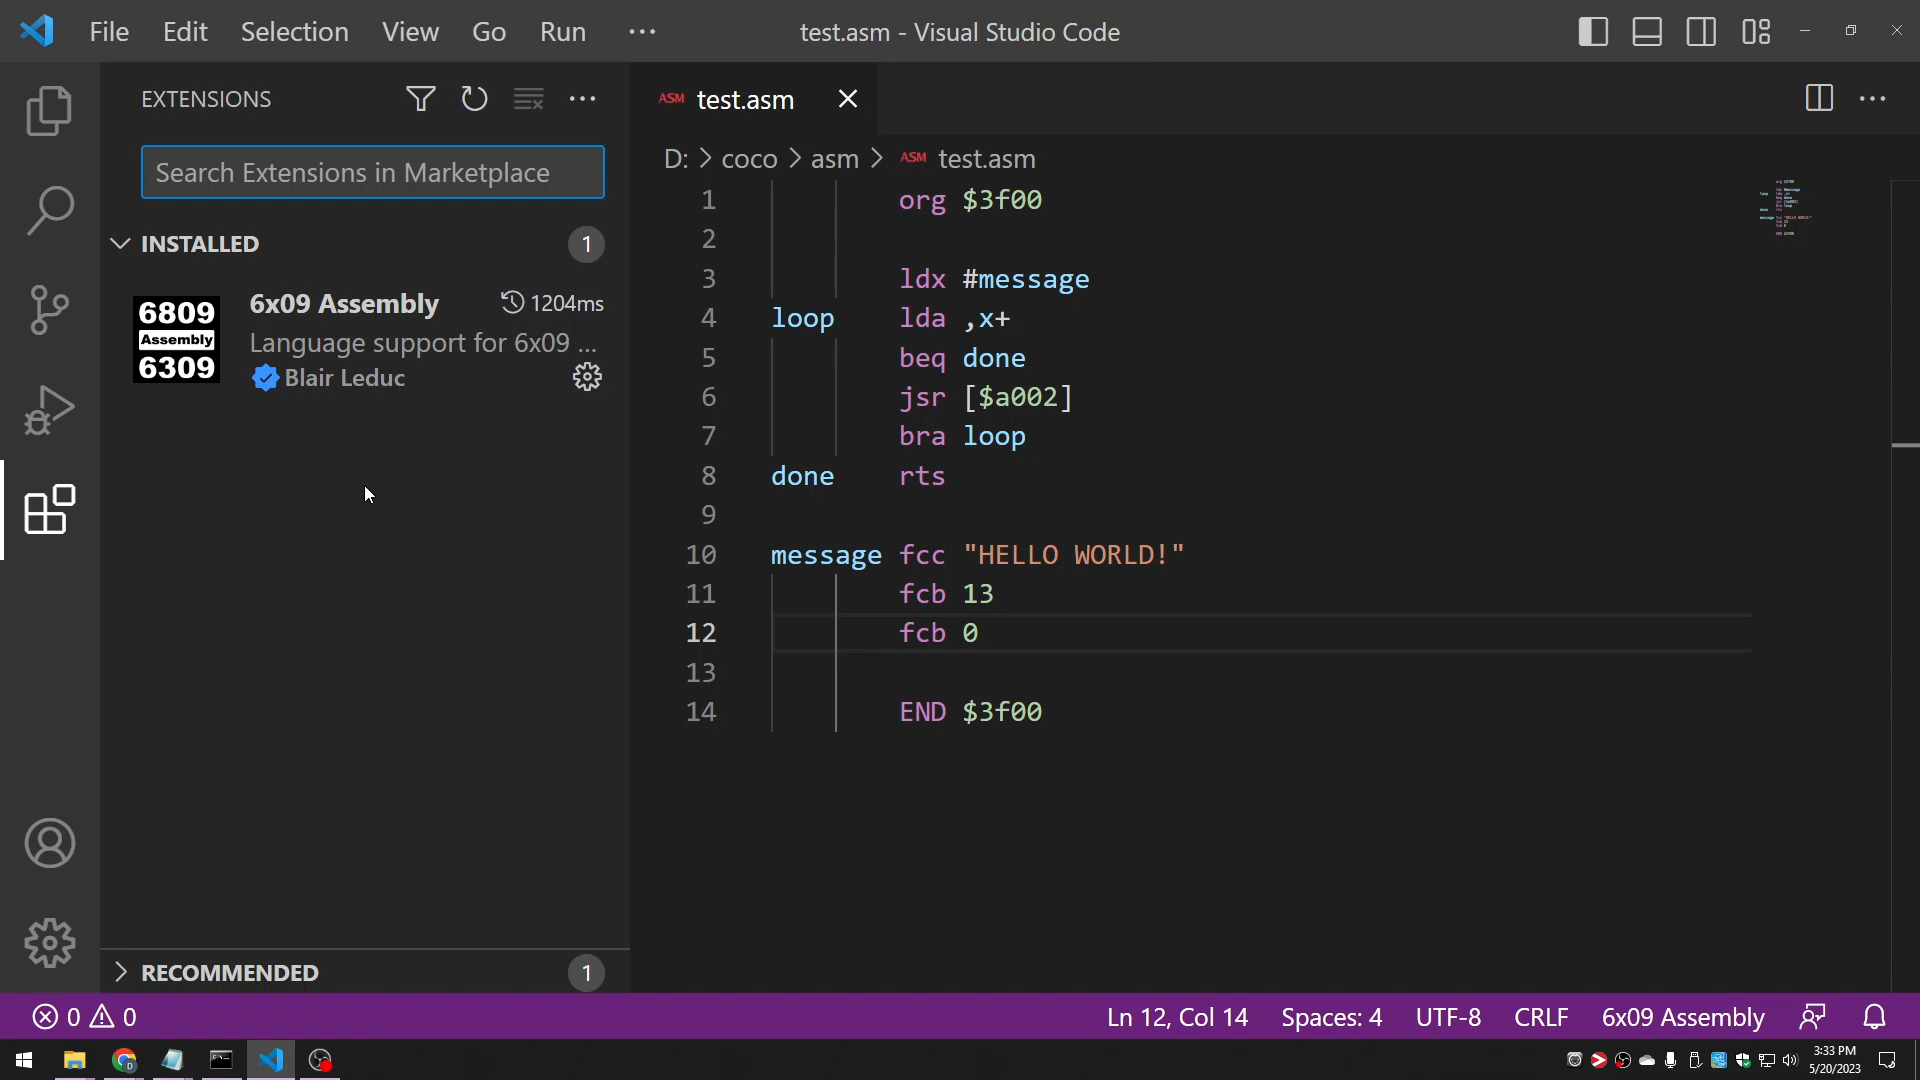 File Edit Selection View Go Run ··· test.asm - Visual Studio Code
EXTENSIONS
Search Extensions in Marketplace
INSTALLED 1
6809
Assembly
6309
6x09 Assembly 1204ms
Language support for 6x09 ...
Blair Leduc
RECOMMENDED 1
ASM test.asm
D: > coco > asm > ASM test.asm
1 org $3f00
2
3 ldx #message
4 loop lda ,x+
5 beq done
6 jsr [$a002]
7 bra loop
8 done rts
9
10 message fcc "HELLO WORLD!"
11 fcb 13
12 fcb 0
13
14 END $3f00
0 0 Ln 12, Col 14 Spaces: 4 UTF-8 CRLF 6x09 Assembly
3:33 PM
5/20/2023